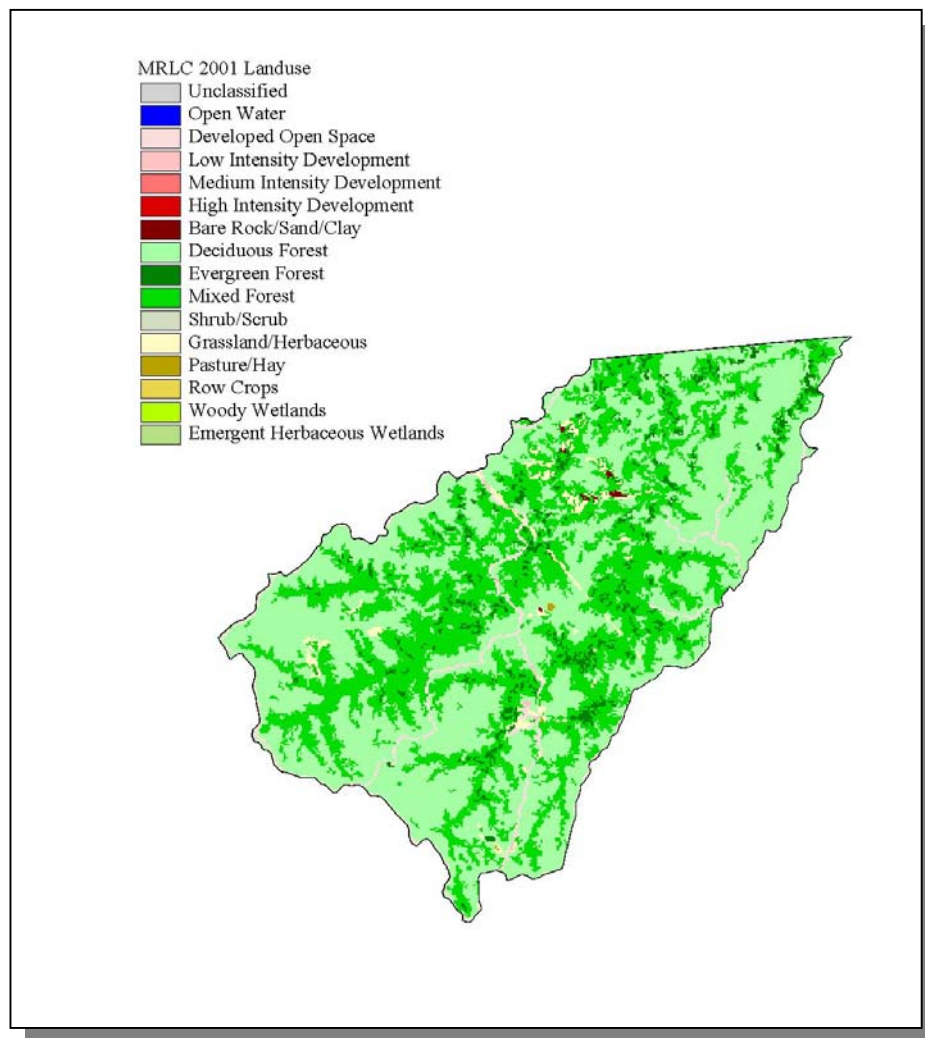 MRLC 2001 Landuse
Unclassified
Open Water
Developed Open Space
Low Intensity Development
Medium Intensity Development
High Intensity Development
Bare Rock/Sand/Clay
Deciduous Forest
Evergreen Forest
Mixed Forest
Shrub/Scrub
Grassland/Herbaceous
Pasture/Hay
Row Crops
Woody Wetlands
Emergent Herbaceous Wetlands